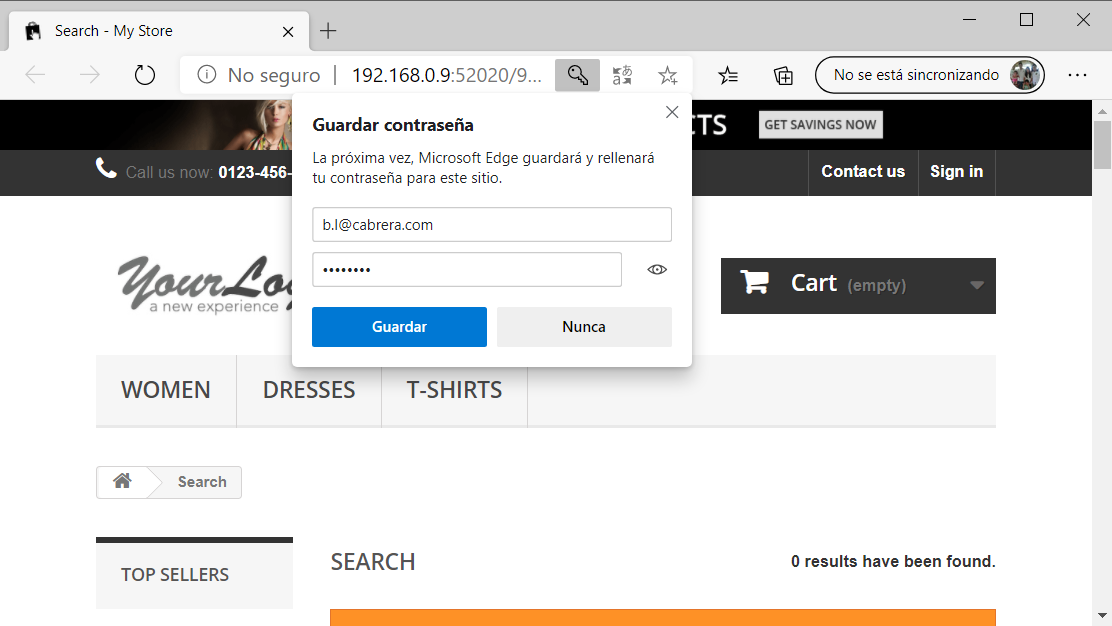 Search - My Store
No seguro | 192.168.0.9:52020/9...
No se está sincronizando
Guardar contraseña
La próxima vez, Microsoft Edge guardará y rellenará
tu contraseña para este sitio.
b.l@cabrera.com
••••••••
Guardar
Nunca
CTS
GET SAVINGS NOW
Call us now: 0123-456-
Contact us
Sign in
YourLo
a new experience
Cart (empty)
WOMEN
DRESSES
T-SHIRTS
Search
TOP SELLERS
SEARCH
0 results have been found.